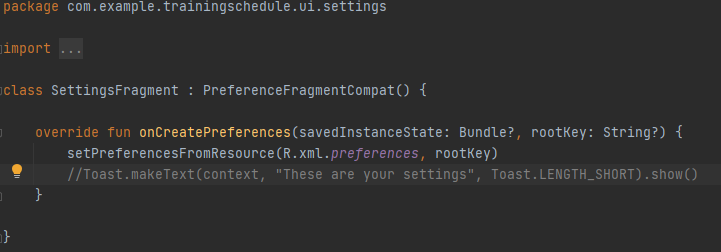 package com.example.trainingschedule.ui.settings
import ...
class SettingsFragment : PreferenceFragmentCompat() {
override fun onCreatePreferences(savedInstanceState: Bundle?, rootKey: String?) {
setPreferencesFromResource(R.xml.preferences, rootKey)
//Toast.makeText(context, "These are your settings", Toast.LENGTH_SHORT).show()
}
}